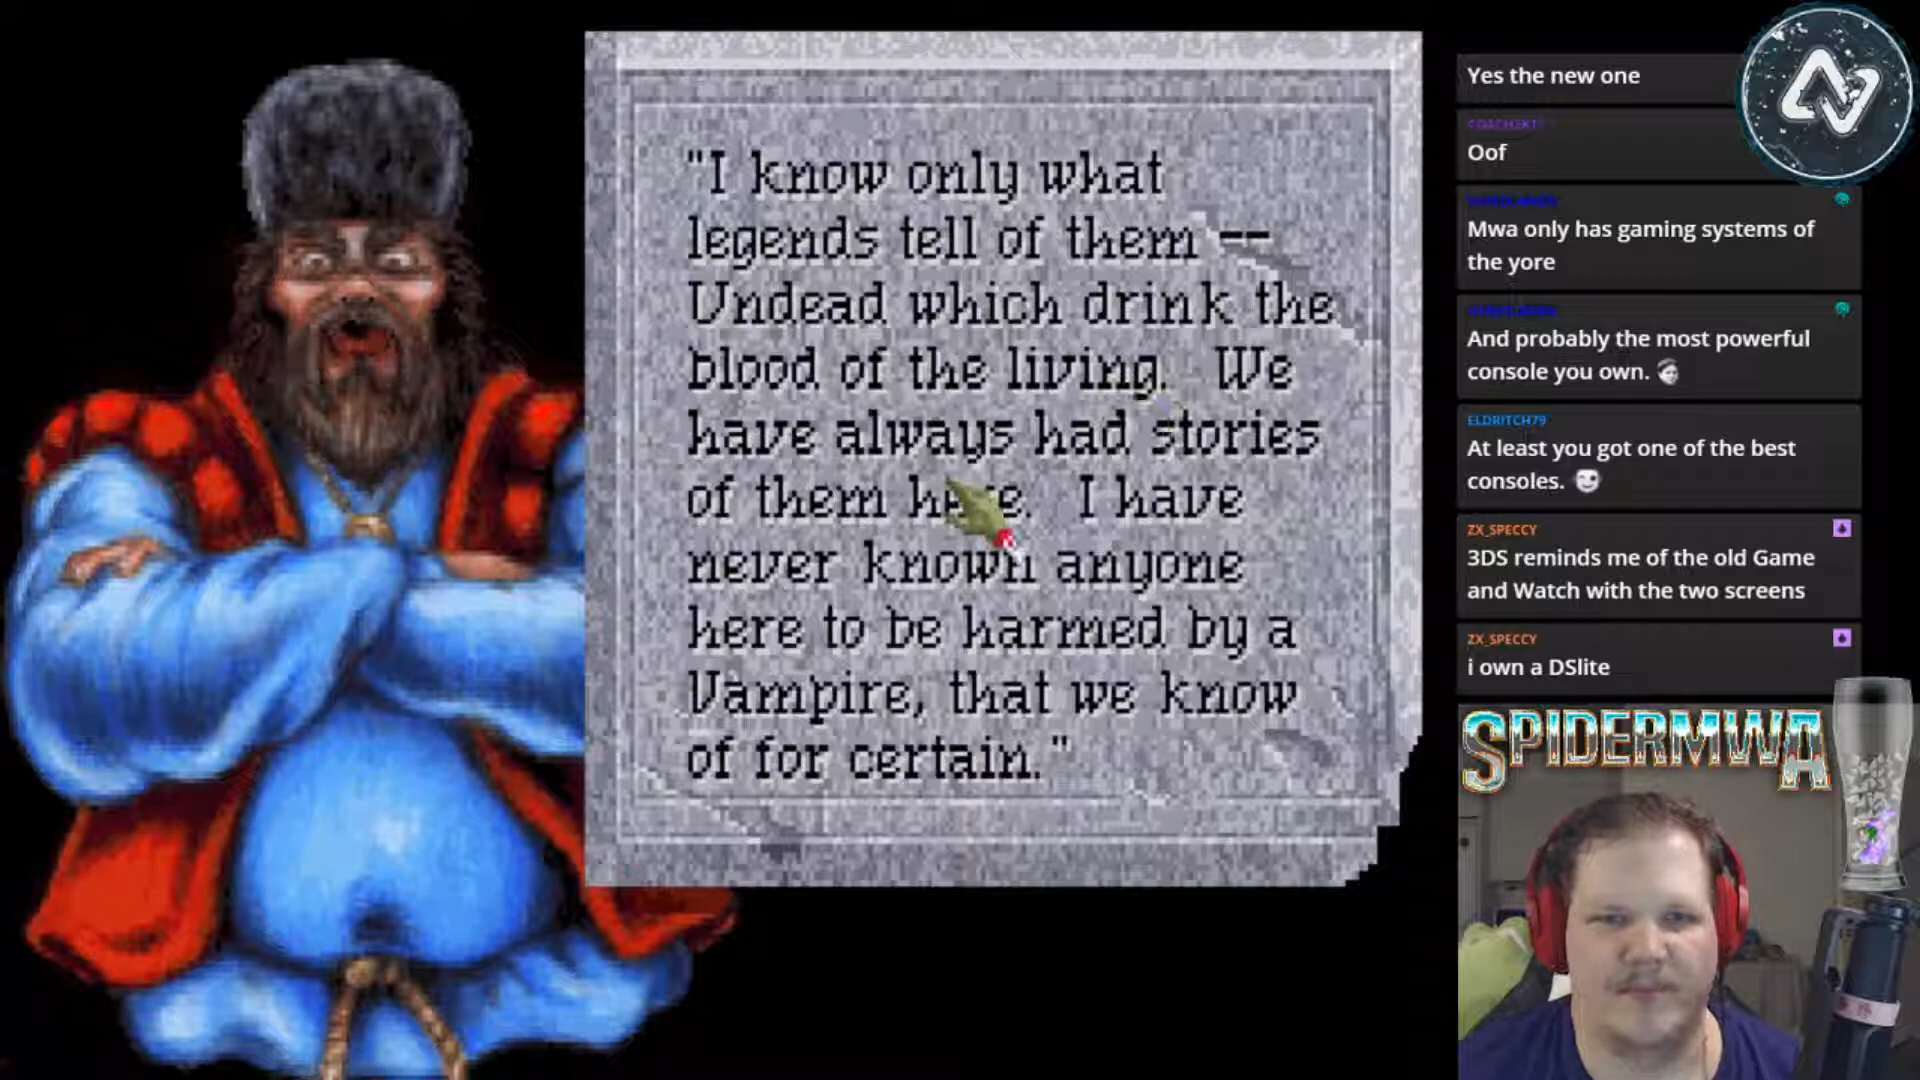 "I know only what
legends tell of them --
Undead which drink the
blood of the living. We
have always had stories
of them here. I have
never known anyone
here to be harmed by a
Vampire, that we know
of for certain."
Yes the new one
Oof
Mwa only has gaming systems of
the yore
And probably the most powerful
console you own.
ELDRITCH79
At least you got one of the best
consoles.
ZX_SPECCY
3DS reminds me of the old Game
and Watch with the two screens
ZX_SPECCY
i own a DSlite
SPIDERMWA